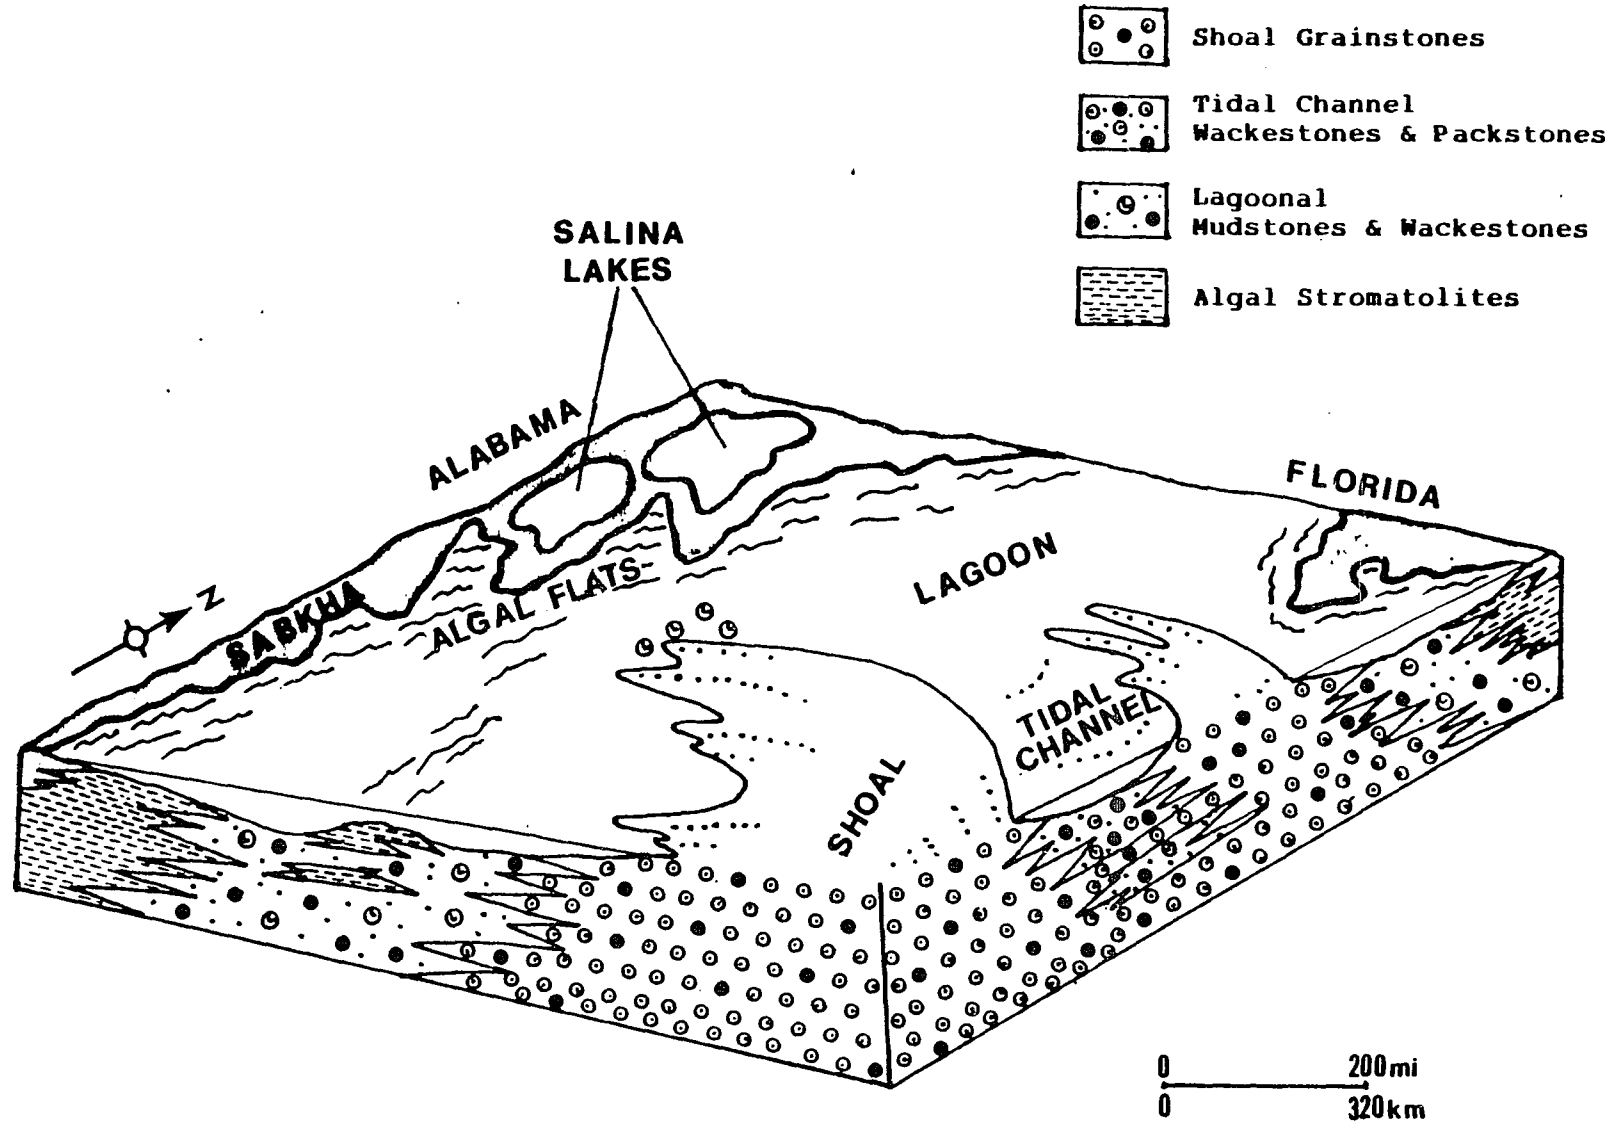 Shoal Grainstones
Tidal Channel
Wackestones & Packstones
Lagoonal
Mudstones & Wackestones
Algal Stromatolites
SALINA
LAKES
ALABAMA
FLORIDA
LAGOON
N
SABKHA
ALGAL FLATS
TIDAL
CHANNEL
SHOAL
0 200mi
0 320km